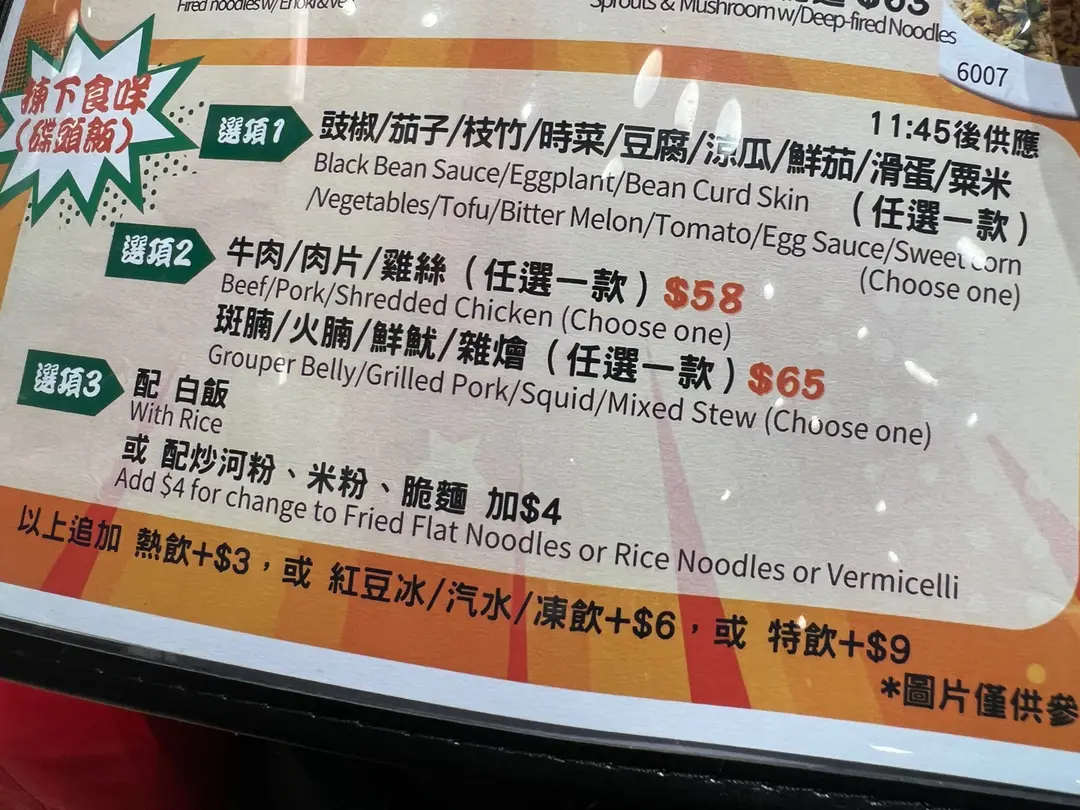 Fired noodles w/Enoki & Ve
$63
Sprouts & Mushroom w/Deep-fired Noodles
6007
揀下食咩
(碟頭飯)
11:45後供應
選項1
豉椒/茄子/枝竹/時菜/豆腐/涼瓜/鮮茄/滑蛋/粟米
(任選一款)
Black Bean Sauce/Eggplant/Bean Curd Skin
/Vegetables/Tofu/Bitter Melon/Tomato/Egg Sauce/Sweet corn
(Choose one)
選項2
牛肉/肉片/雞絲 (任選一款) $58
Beef/Pork/Shredded Chicken (Choose one)
斑腩/火腩/鮮魷/雜燴 (任選一款) $65
Grouper Belly/Grilled Pork/Squid/Mixed Stew (Choose one)
選項3
配 白飯
With Rice
或 配炒河粉、米粉、脆麵 加$4
Add $4 for change to Fried Flat Noodles or Rice Noodles or Vermicelli
以上追加 熱飲+$3，或 紅豆冰/汽水/凍飲+$6，或 特飲+$9
*圖片僅供參